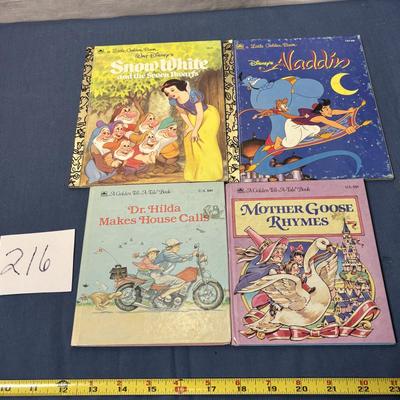 a Little Golden Book
Walt Disney's
Snow White
and the Seven Dwarfs
a Little Golden Book
Disney's
Aladdin
A Golden Tell-A-Tale Book
Dr. Hilda
Makes House Calls
A Golden Tell-A-Tale Book
MOTHER GOOSE
RHYMES
216
10 11 12 13 14 15 16 17 18 19 20 21 22 23